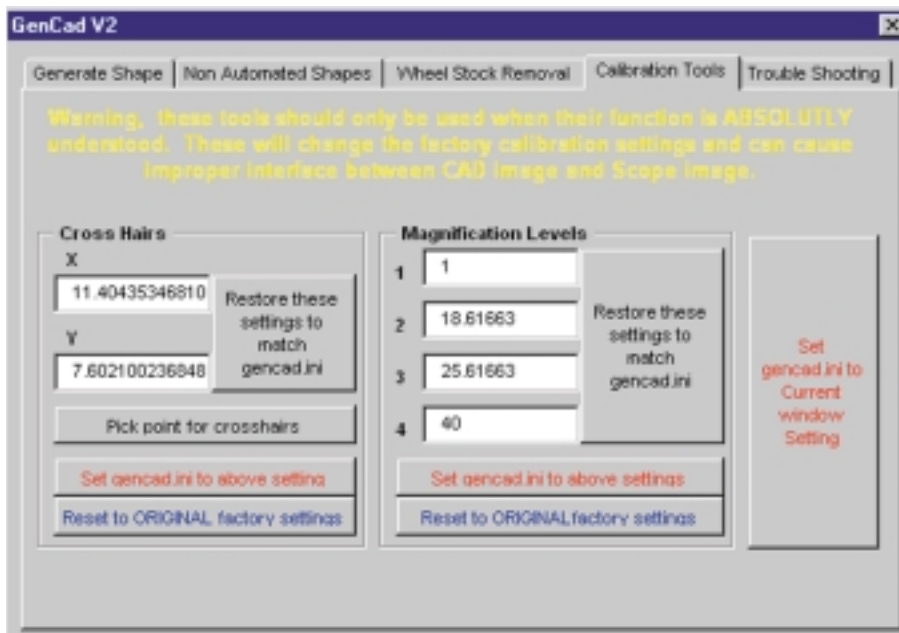 GenCad V2
Generate Shape
Non Automated Shapes
Wheel Stock Removal
Calibration Tools
Trouble Shooting
Warning, these tools should only be used when their function is ABSOLUTLY
understood. These will change the factory calibration settings and can cause
improper interface between CAD image and Scope image.
Cross Hairs
X
11.40435346810
Y
7.602100236848
Restore these
settings to
match
gencad.ini
Pick point for crosshairs
Set gencad.ini to above setting
Reset to ORIGINAL factory settings
Magnification Levels
1 1
2 18.61663
3 25.61663
4 40
Restore these
settings to
match
gencad.ini
Set gencad.ini to above settings
Reset to ORIGINAL factory settings
Set
gencad.ini to
Current
window
Setting